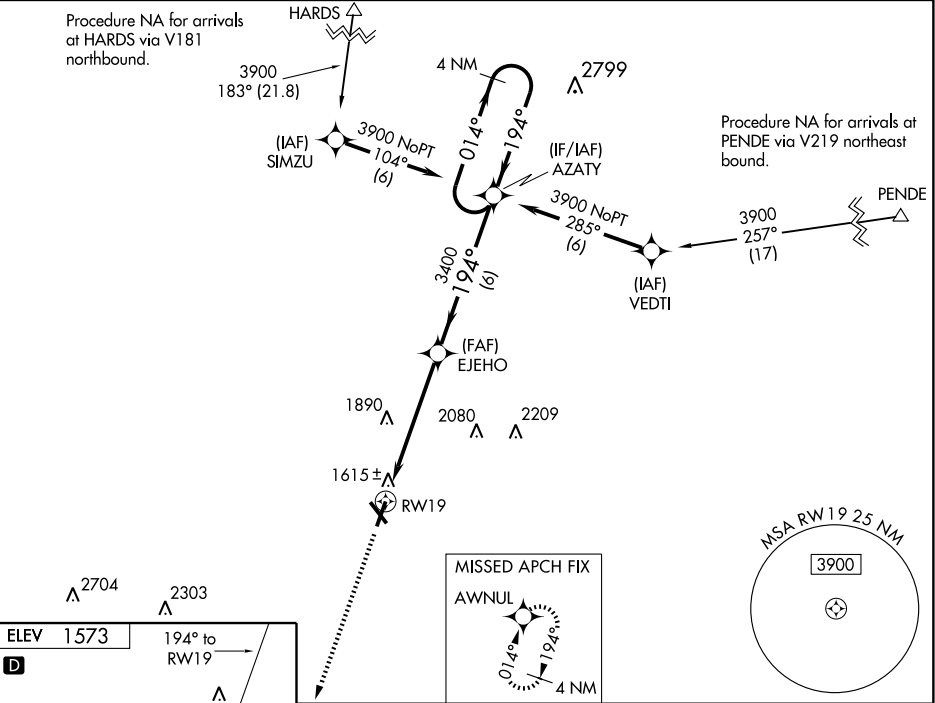 Procedure NA for arrivals
at HARDS via V181
northbound.
HARDS
3900
183° (21.8)
4 NM
2799
014°
194°
(IAF)
SIMZU
3900 NoPT
104°
(6)
(IF/IAF)
AZATY
Procedure NA for arrivals at
PENDE via V219 northeast
bound.
PENDE
3900
257°
(17)
3900 NoPT
285°
(6)
(IAF)
VEDTI
3400
194°
(6)
(FAF)
EJEHO
1890
2080
2209
1615±
RW19
MSA RW19 25 NM
3900
MISSED APCH FIX
AWNUL
014°
194°
4 NM
2704
2303
ELEV 1573
D
194° to
RW19